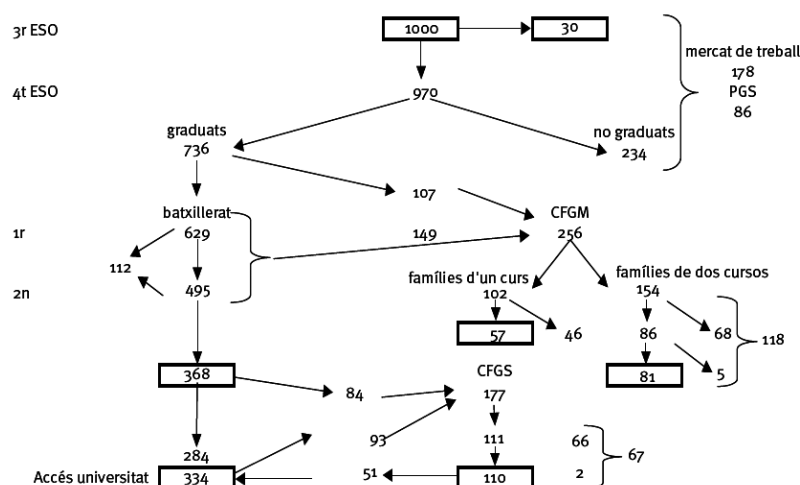 3r ESO
1000
30
mercat de treball
178
PGS
86
4t ESO
970
graduats
736
no graduats
234
107
batxillerat
CFGM
1r
629
149
256
112
famílies d'un curs
famílies de dos cursos
2n
495
102
154
57
46
86
68
118
368
CFGS
81
5
84
177
93
111
66
67
284
Accés universitat
334
51
110
2